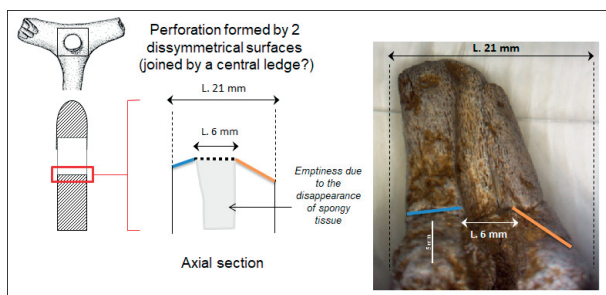 Perforation formed by 2
dissymmetrical surfaces
(joined by a central ledge?)
L. 21 mm
L. 6 mm
Emptiness due
to the
disappearance
of spongy
tissue
Axial section
L. 21 mm
L. 6 mm